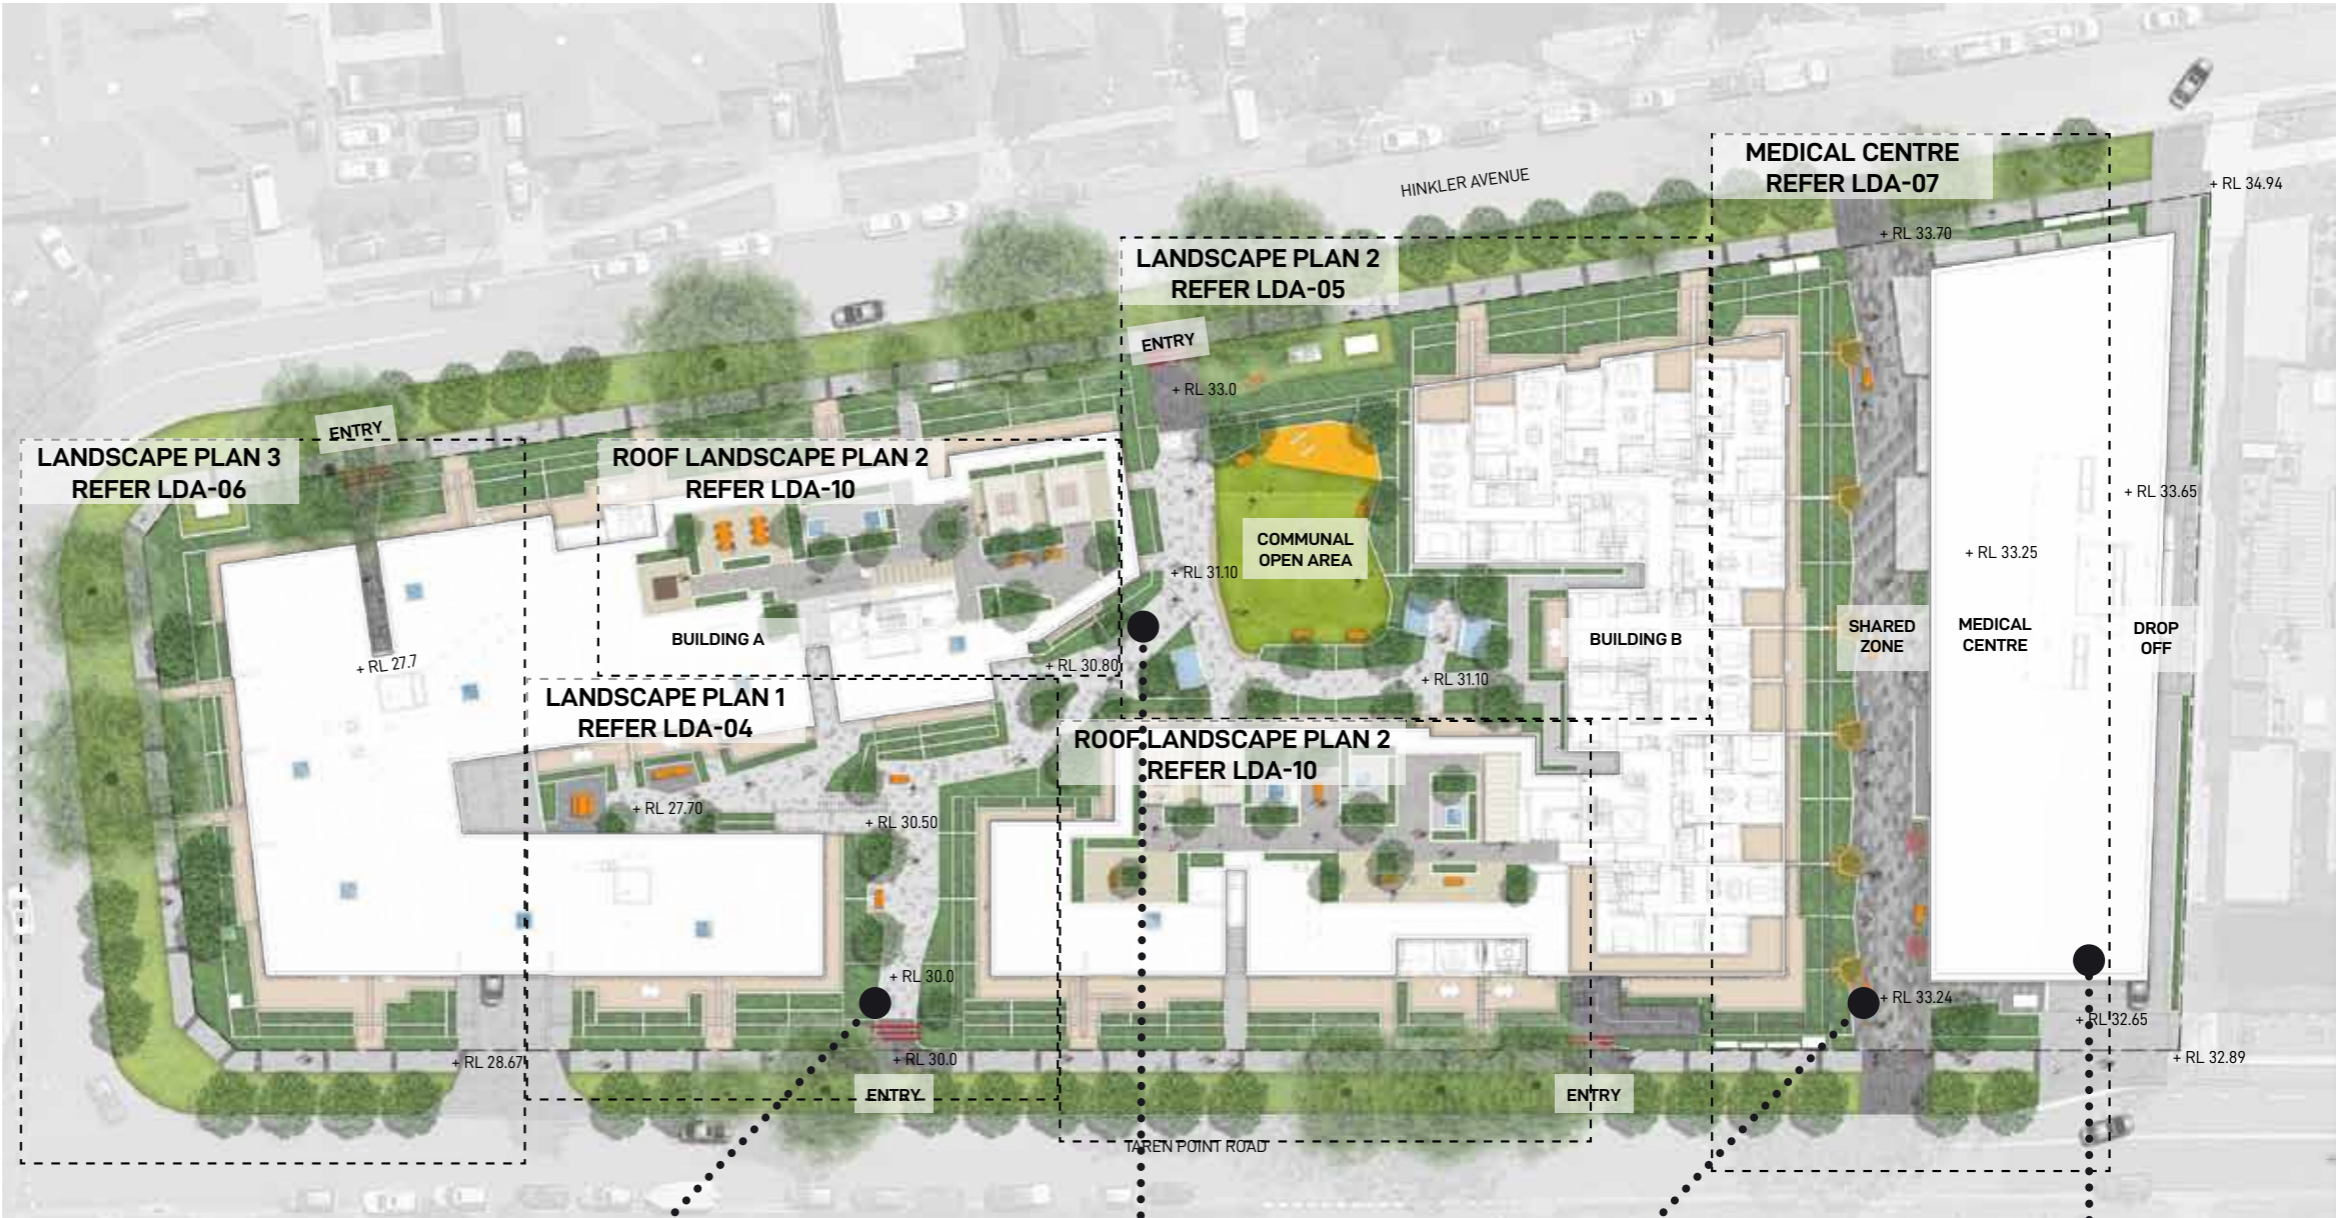 MEDICAL CENTRE
REFER LDA-07
HINKLER AVENUE
+ RL 34.94
+ RL 33.70
LANDSCAPE PLAN 2
REFER LDA-05
ENTRY
+ RL 33.0
ENTRY
LANDSCAPE PLAN 3
REFER LDA-06
ROOF LANDSCAPE PLAN 2
REFER LDA-10
+ RL 33.65
COMMUNAL
OPEN AREA
+ RL 33.25
+ RL 31.10
BUILDING A
BUILDING B
SHARED
ZONE
MEDICAL
CENTRE
DROP
OFF
+ RL 27.7
+ RL 30.80
+ RL 31.10
LANDSCAPE PLAN 1
REFER LDA-04
ROOF LANDSCAPE PLAN 2
REFER LDA-10
+ RL 27.70
+ RL 30.50
+ RL 30.0
+ RL 33.24
+ RL 32.65
+ RL 28.67
+ RL 30.0
+ RL 32.89
ENTRY
ENTRY
TAREN POINT ROAD